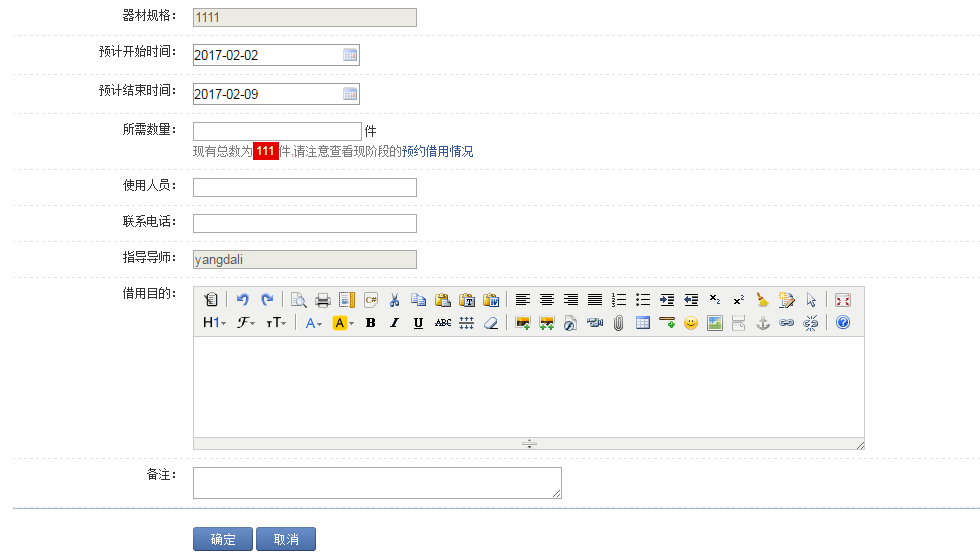 器材规格： 1111
预计开始时间： 2017-02-02
预计结束时间： 2017-02-09
所需数量： 件
现有总数为 111 件,请注意查看现阶段的预约借用情况
使用人员：
联系电话：
指导导师： yangdali
借用目的：
H1 F тT A A B I U ABC
备注：
确定 取消